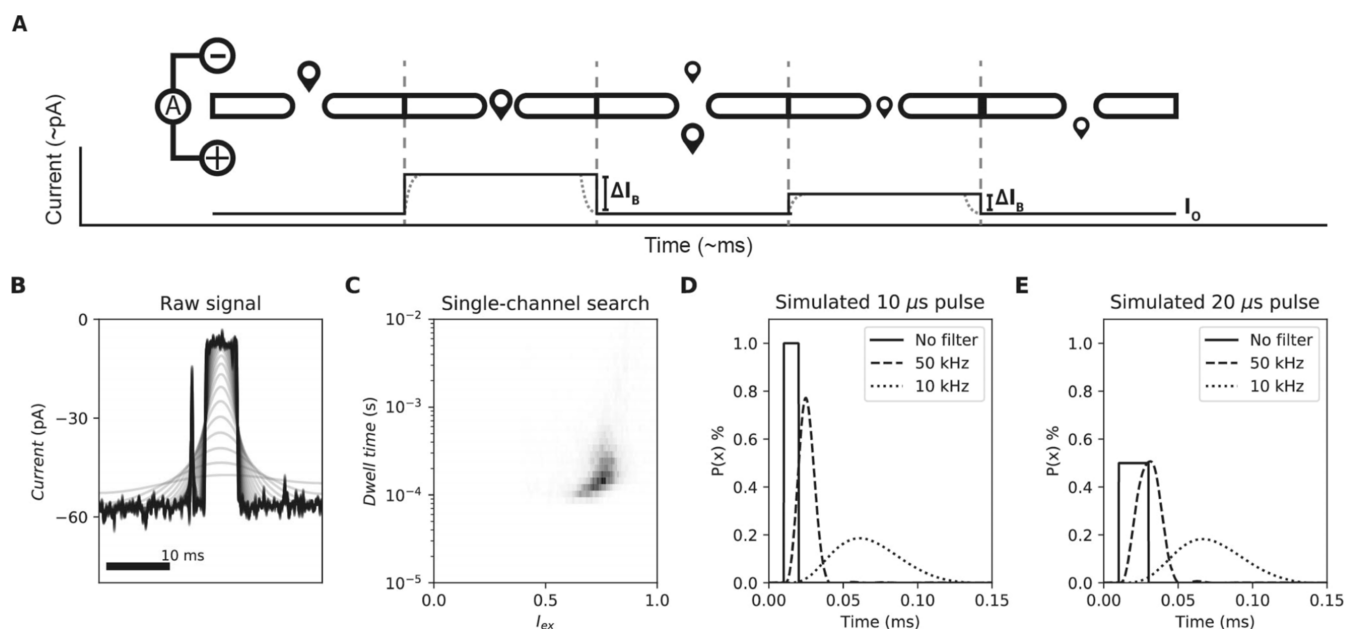 A
−
A
+
Current (~pA)
ΔI_B
ΔI_B
I_o
Time (~ms)
B
Raw signal
Current (pA)
0
−30
−60
10 ms
C
Single-channel search
Dwell time (s)
10⁻²
10⁻³
10⁻⁴
10⁻⁵
0.0
0.5
1.0
I_ex
D
Simulated 10 μs pulse
P(x) %
1.0
0.8
0.6
0.4
0.2
0.0
No filter
50 kHz
10 kHz
0.00
0.05
0.10
0.15
Time (ms)
E
Simulated 20 μs pulse
P(x) %
1.0
0.8
0.6
0.4
0.2
0.0
No filter
50 kHz
10 kHz
0.00
0.05
0.10
0.15
Time (ms)